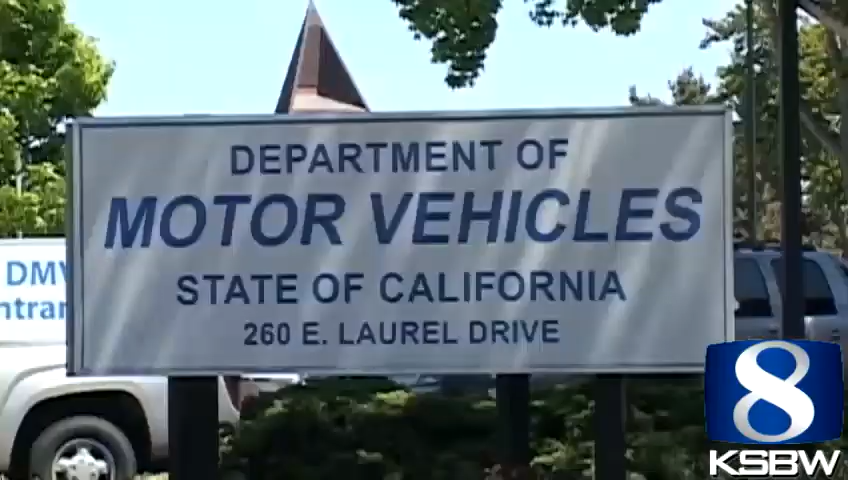 DEPARTMENT OF
MOTOR VEHICLES
STATE OF CALIFORNIA
260 E. LAUREL DRIVE
DMV
8
KSBW